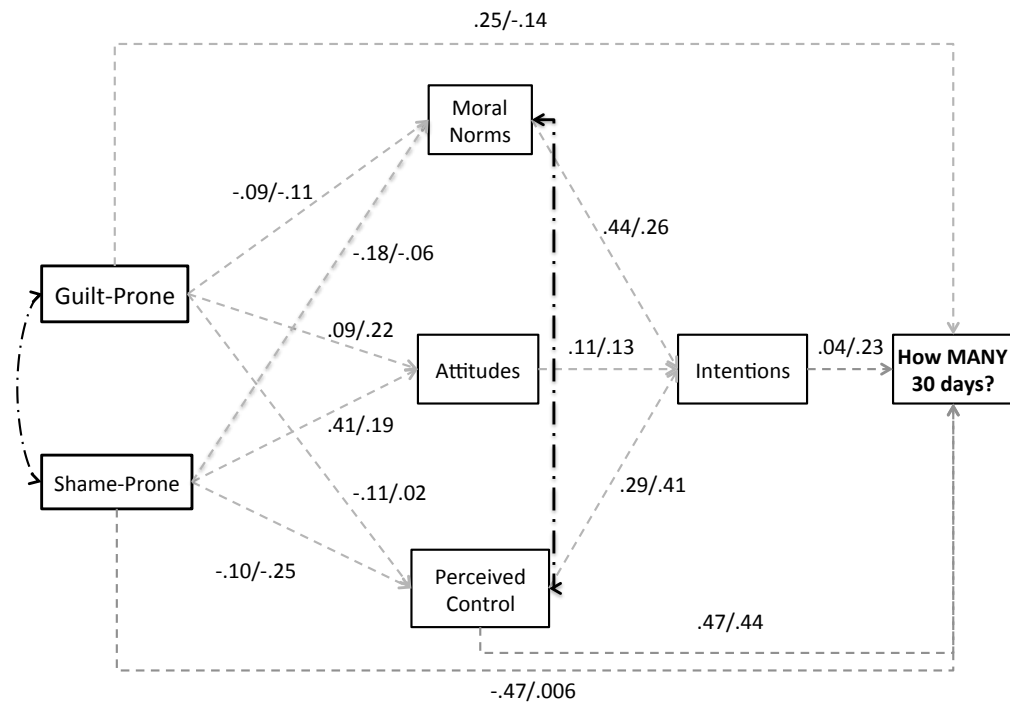 .25/-.14
Moral
Norms
-.09/-.11
.44/.26
-.18/-.06
Guilt-Prone
.09/.22
.11/.13
.04/.23
How MANY
30 days?
Attitudes
Intentions
.41/.19
Shame-Prone
-.11/.02
.29/.41
-.10/-.25
Perceived
Control
.47/.44
-.47/.006